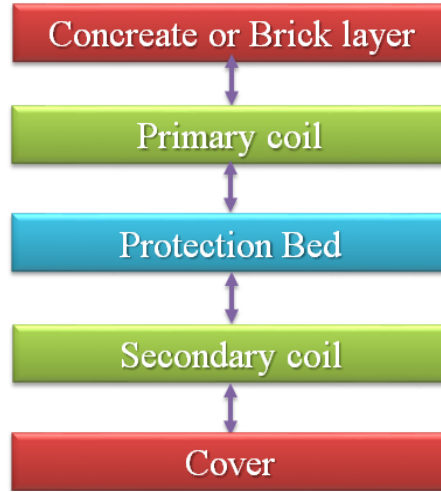 Concreate or Brick layer
Primary coil
Protection Bed
Secondary coil
Cover